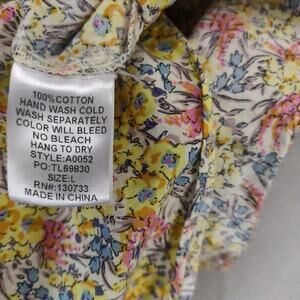 100%COTTON
HAND WASH COLD
WASH SEPARATELY
COLOR WILL BLEED
NO BLEACH
HANG TO DRY
STYLE:A0052
PO:TL69830
SIZE:L
RN#:130733
MADE IN CHINA